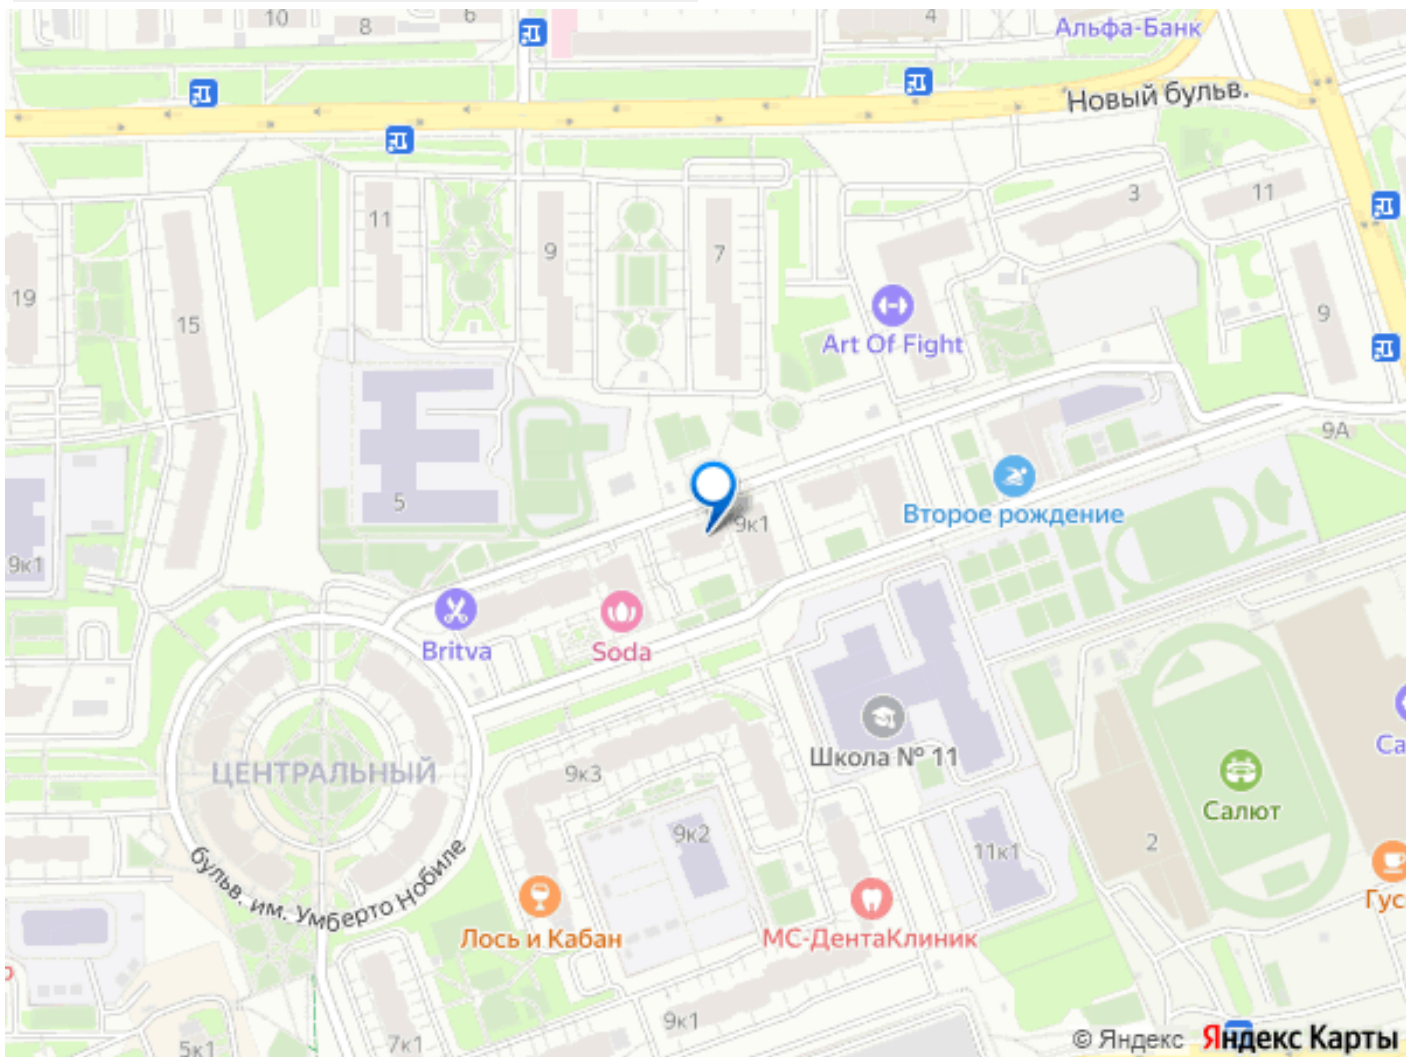 10
8
6
4
Альфа-Банк
Новый бульв.
11
9
7
3
11
19
15
9
Art Of Fight
9А
5
9к1
Второе рождение
9к1
Britva
Soda
Школа № 11
ЦЕНТРАЛЬНЫЙ
9к3
Са
Салют
9к2
11к1
2
бульв. им. Умберто Нобиле
Лось и Кабан
МС-ДентаКлиник
Гус
9к1
7к1
5к1
© Яндекс Яндекс Карты